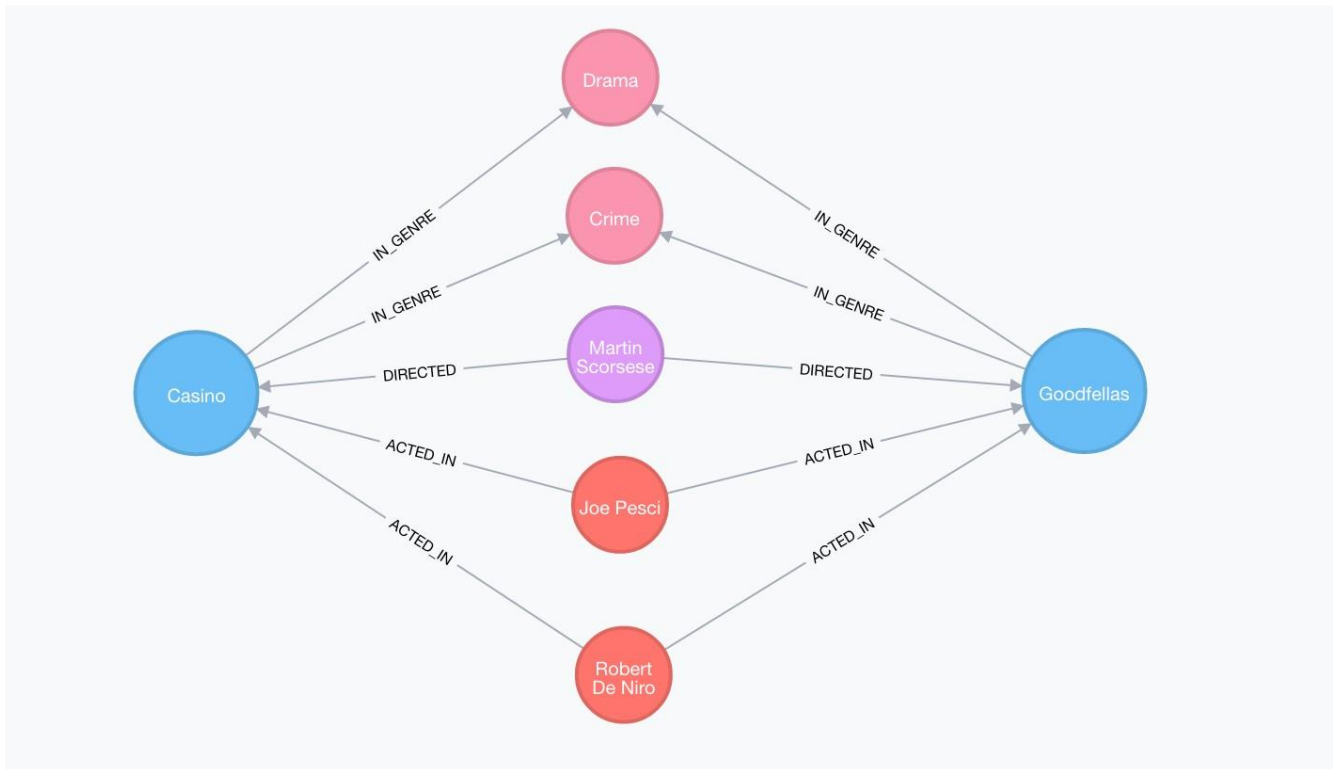 Drama
IN_GENRE
IN_GENRE
Crime
IN_GENRE
IN_GENRE
Martin
Scorsese
DIRECTED
DIRECTED
Casino
Goodfellas
ACTED_IN
ACTED_IN
Joe Pesci
ACTED_IN
ACTED_IN
Robert
De Niro